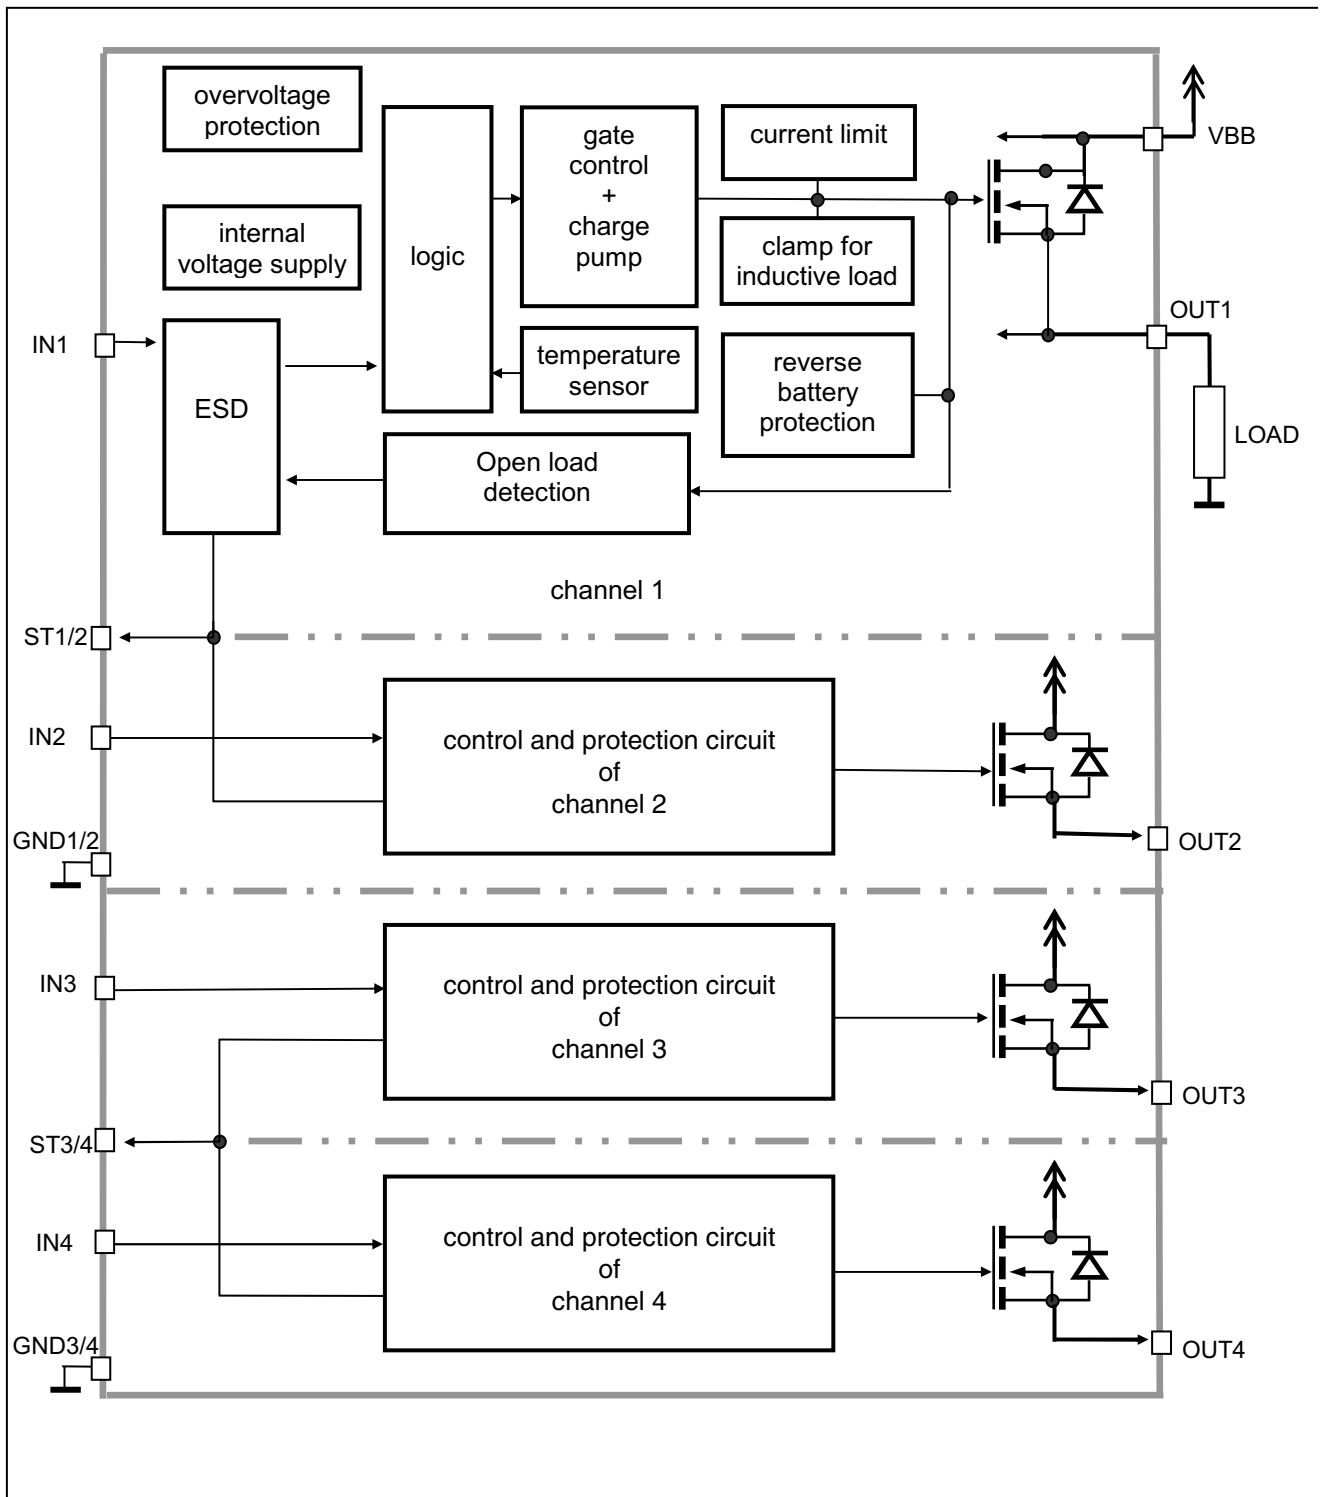 overvoltage
protection
internal
voltage supply
logic
gate
control
+
charge
pump
current limit
clamp for
inductive load
VBB
IN1
ESD
temperature
sensor
reverse
battery
protection
OUT1
LOAD
Open load
detection
channel 1
ST1/2
IN2
control and protection circuit
of
channel 2
GND1/2
OUT2
IN3
control and protection circuit
of
channel 3
OUT3
ST3/4
IN4
control and protection circuit
of
channel 4
GND3/4
OUT4